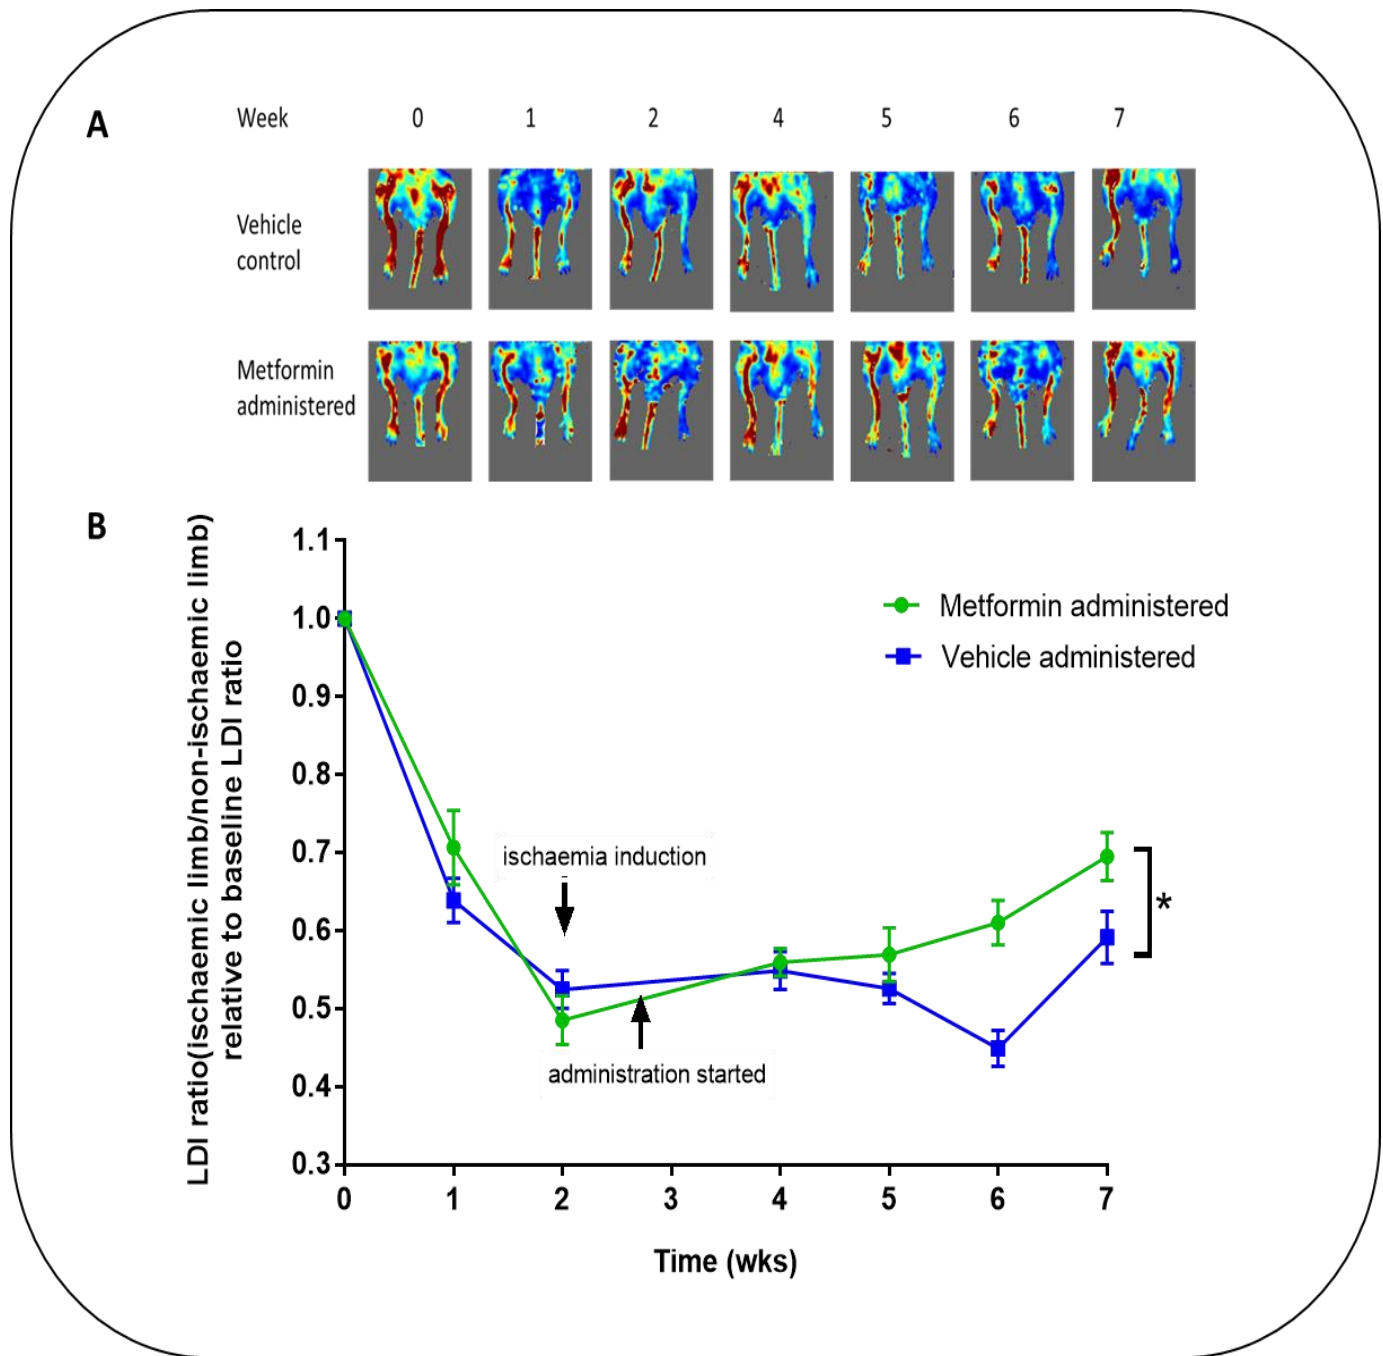 A
Week 0 1 2 4 5 6 7
Vehicle
control
Metformin
administered
B
LDI ratio(ischaemic limb/non-ischaemic limb)
relative to baseline LDI ratio
1.1
1.0
0.9
0.8
0.7
0.6
0.5
0.4
0.3
Metformin administered
Vehicle administered
ischaemia induction
administration started
*
0 1 2 3 4 5 6 7
Time (wks)